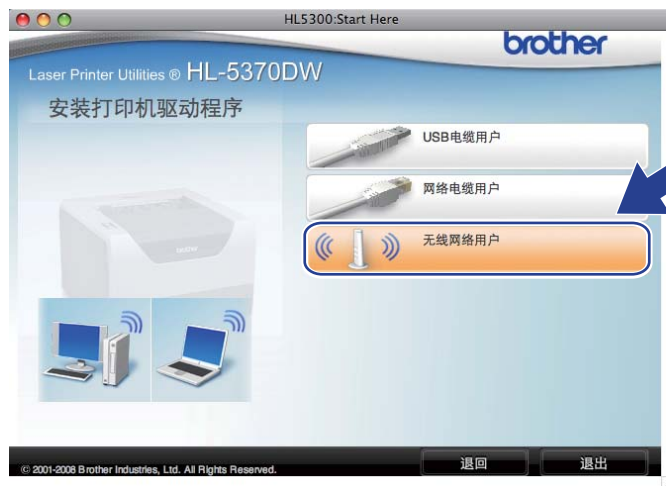 HL5300:Start Here
brother
Laser Printer Utilities ® HL-5370DW
安装打印机驱动程序
USB电缆用户
网络电缆用户
无线网络用户
© 2001-2008 Brother Industries, Ltd. All Rights Reserved.
退回
退出